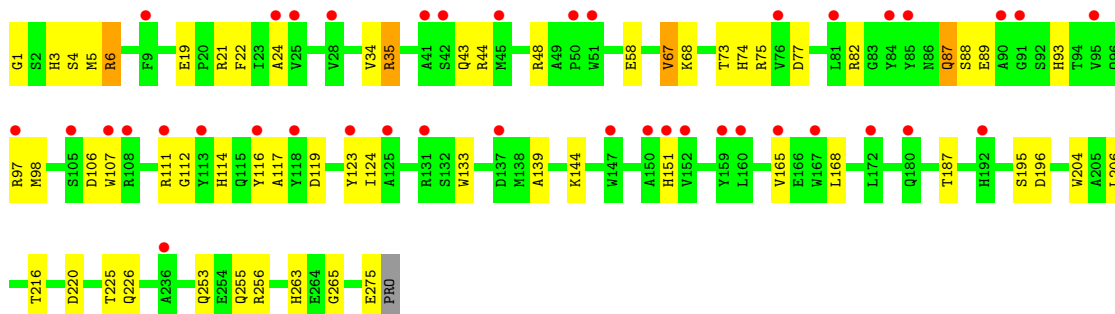 G1 S2 H3 S4 M5 R6 F9 E19 P20 R21 F22 I23 A24 V25 V28 V34 R35 A41 S42 Q43 R44 M45 R48 A49 P50 W51 E58 V67 K68 T73 H74 R75 V76 D77 L81 R82 G83 Y84 Y85 N86 Q87 S88 E89 A90 G91 S92 H93 T94 V95
R97 M98 S105 D106 W107 R108 R111 G112 Y113 H114 Q115 Y116 A117 Y118 D119 Y123 I124 A125 R131 S132 W133 D137 M138 A139 K144 W147 A150 H151 V152 Y159 L160 V165 E166 W167 L168 L172 Q180 T187 H192 S195 D196 W204 A205
T216 D220 T225 Q226 A236 Q253 E254 Q255 R256 H263 E264 G265 E275 PRO